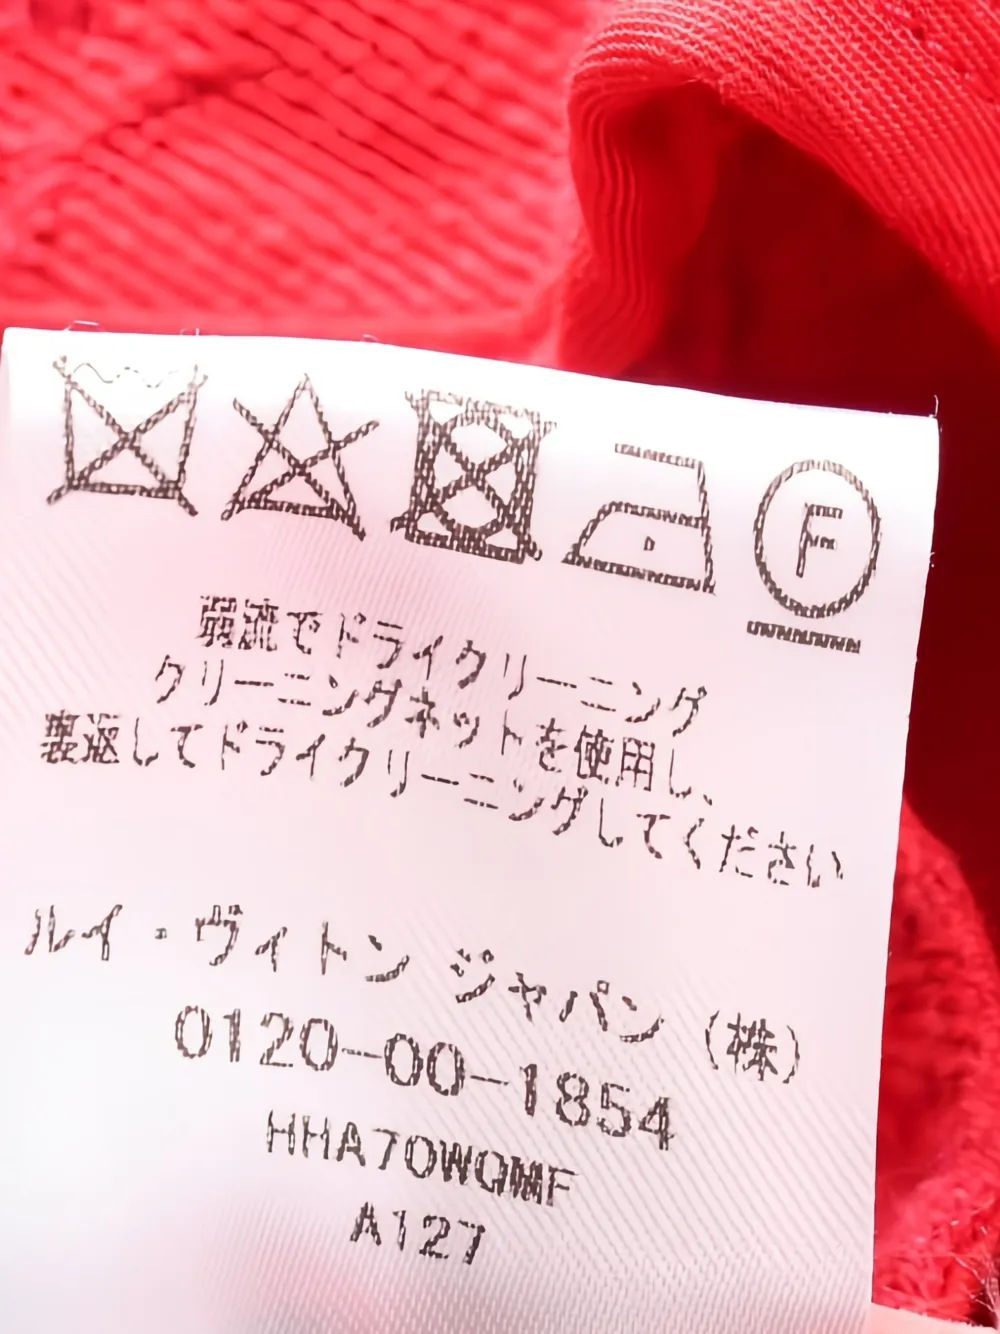 F
弱流でドライクリーニング
クリーニングネットを使用し、
裏返してドライクリーニングしてください
ルイ・ヴィトン ジャパン (株)
0120-00-1854
HHA70WQMF
A127